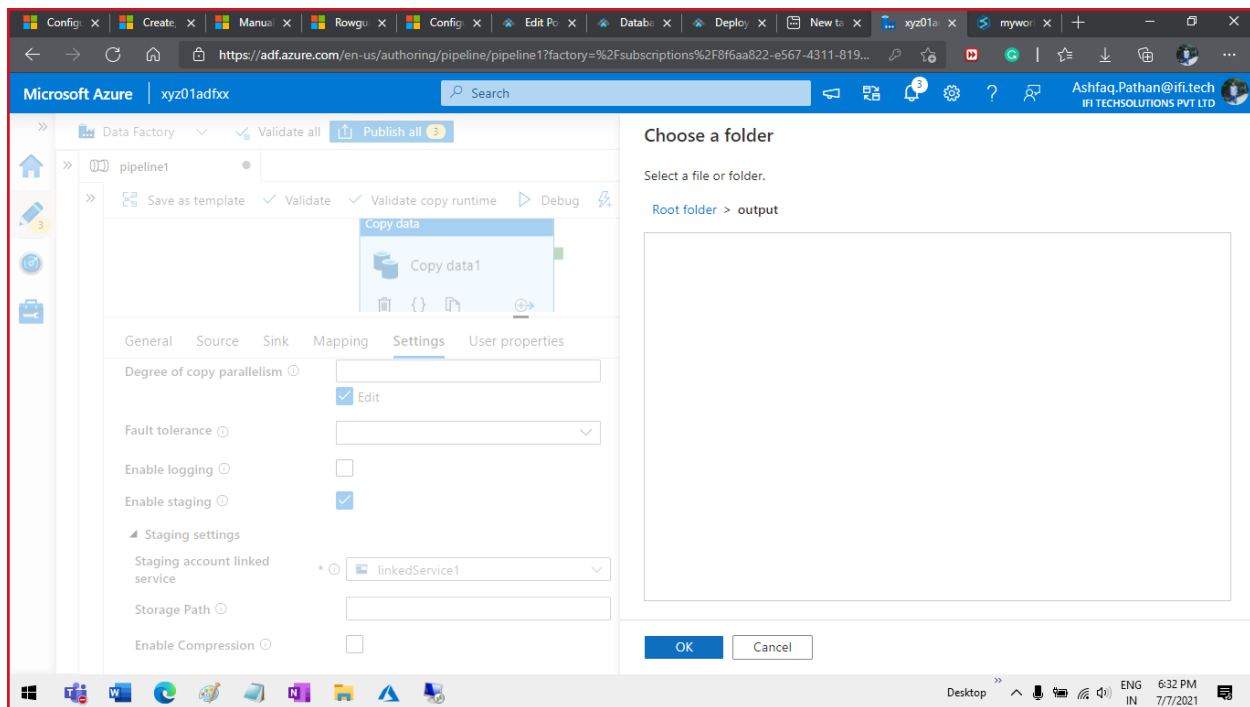 Configu
Create,
Manual
Rowgu
Config
Edit Po
Databa
Deploy
New ta
xyz01a
mywor
https://adf.azure.com/en-us/authoring/pipeline/pipeline1?factory=%2Fsubscriptions%2F8f6aa822-e567-4311-819...
Microsoft Azure | xyz01adfxx
Search
3
Ashfaq.Pathan@ifi.tech
IFI TECHSOLUTIONS PVT LTD
Data Factory
Validate all
Publish all 3
pipeline1
3
Save as template
Validate
Validate copy runtime
Debug
Copy data
Copy data1
General Source Sink Mapping Settings User properties
Degree of copy parallelism
Edit
Fault tolerance
Enable logging
Enable staging
Staging settings
Staging account linked
service
* linkedService1
Storage Path
Enable Compression
Choose a folder
Select a file or folder.
Root folder > output
OK
Cancel
Desktop
ENG
IN
6:32 PM
7/7/2021